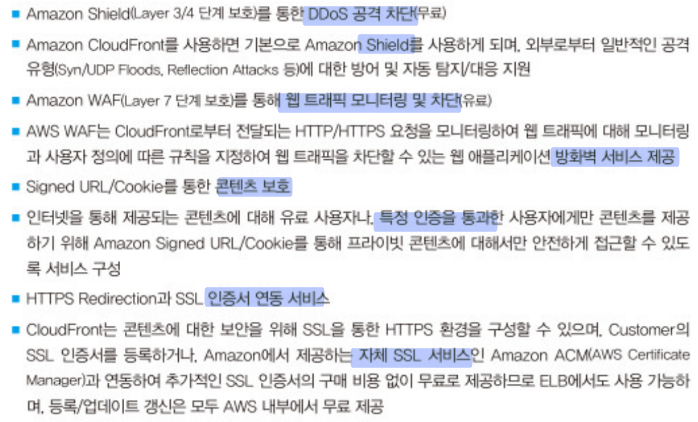 ■ Amazon Shield(Layer 3/4 단계 보호)를 통한 DDoS 공격 차단(무료)
■ Amazon CloudFront를 사용하면 기본으로 Amazon Shield를 사용하게 되며, 외부로부터 일반적인 공격
유형(Syn/UDP Floods, Reflection Attacks 등)에 대한 방어 및 자동 탐지/대응 지원
■ Amazon WAF(Layer 7 단계 보호)를 통해 웹 트래픽 모니터링 및 차단(유료)
■ AWS WAF는 CloudFront로부터 전달되는 HTTP/HTTPS 요청을 모니터링하여 웹 트래픽에 대해 모니터링
과 사용자 정의에 따른 규칙을 지정하여 웹 트래픽을 차단할 수 있는 웹 애플리케이션 방화벽 서비스 제공
■ Signed URL/Cookie를 통한 콘텐츠 보호
■ 인터넷을 통해 제공되는 콘텐츠에 대해 유료 사용자나, 특정 인증을 통과한 사용자에게만 콘텐츠를 제공
하기 위해 Amazon Signed URL/Cookie를 통해 프라이빗 콘텐츠에 대해서만 안전하게 접근할 수 있도
록 서비스 구성
■ HTTPS Redirection과 SSL 인증서 연동 서비스
■ CloudFront는 콘텐츠에 대한 보안을 위해 SSL을 통한 HTTPS 환경을 구성할 수 있으며, Customer의
SSL 인증서를 등록하거나, Amazon에서 제공하는 자체 SSL 서비스인 Amazon ACM(AWS Certificate
Manager)과 연동하여 추가적인 SSL 인증서의 구매 비용 없이 무료로 제공하므로 ELB에서도 사용 가능하
며, 등록/업데이트 갱신은 모두 AWS 내부에서 무료 제공